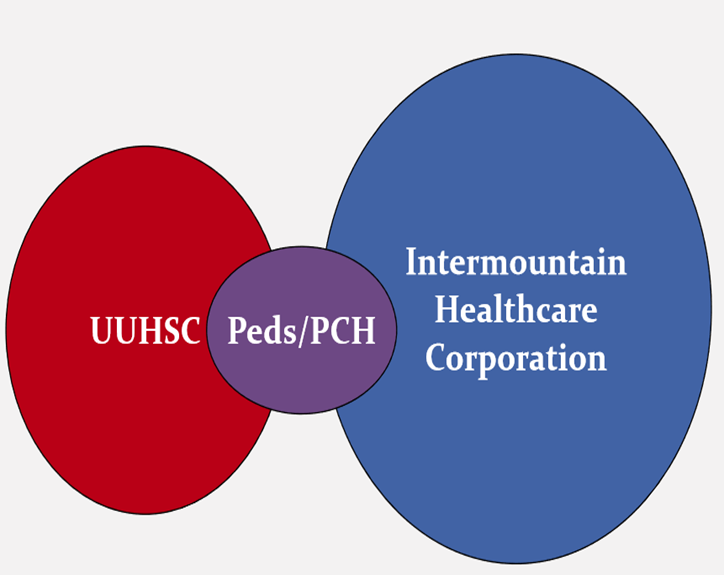 UUHSC
Peds/PCH
Intermountain
Healthcare
Corporation